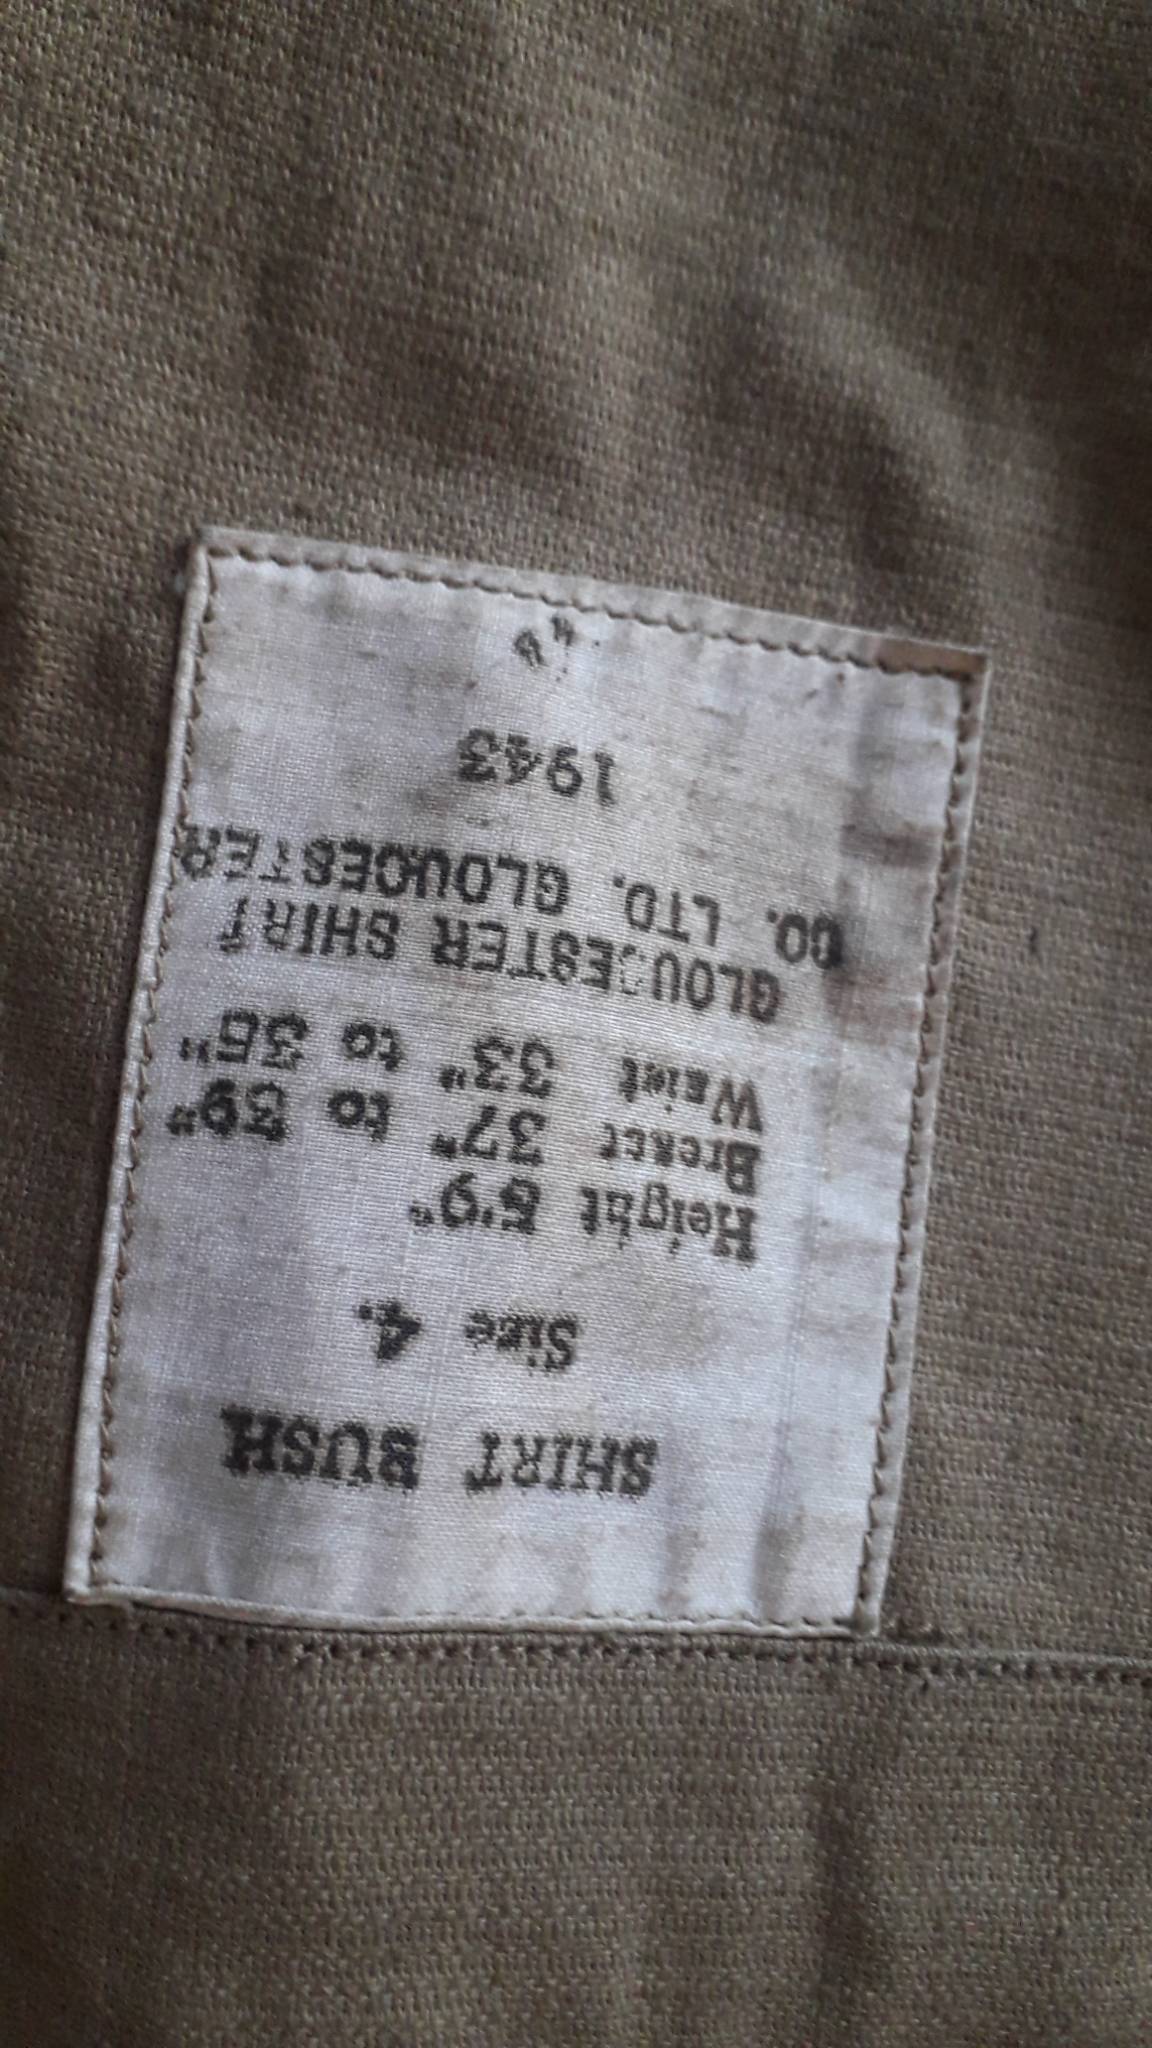 SHIRT BUSH
Size 4.
Height 5'9"
Breast 37" to 39"
Waist 33" to 35"
GLOUCESTER SHIRT
CO. LTD. GLOUCESTER
1943